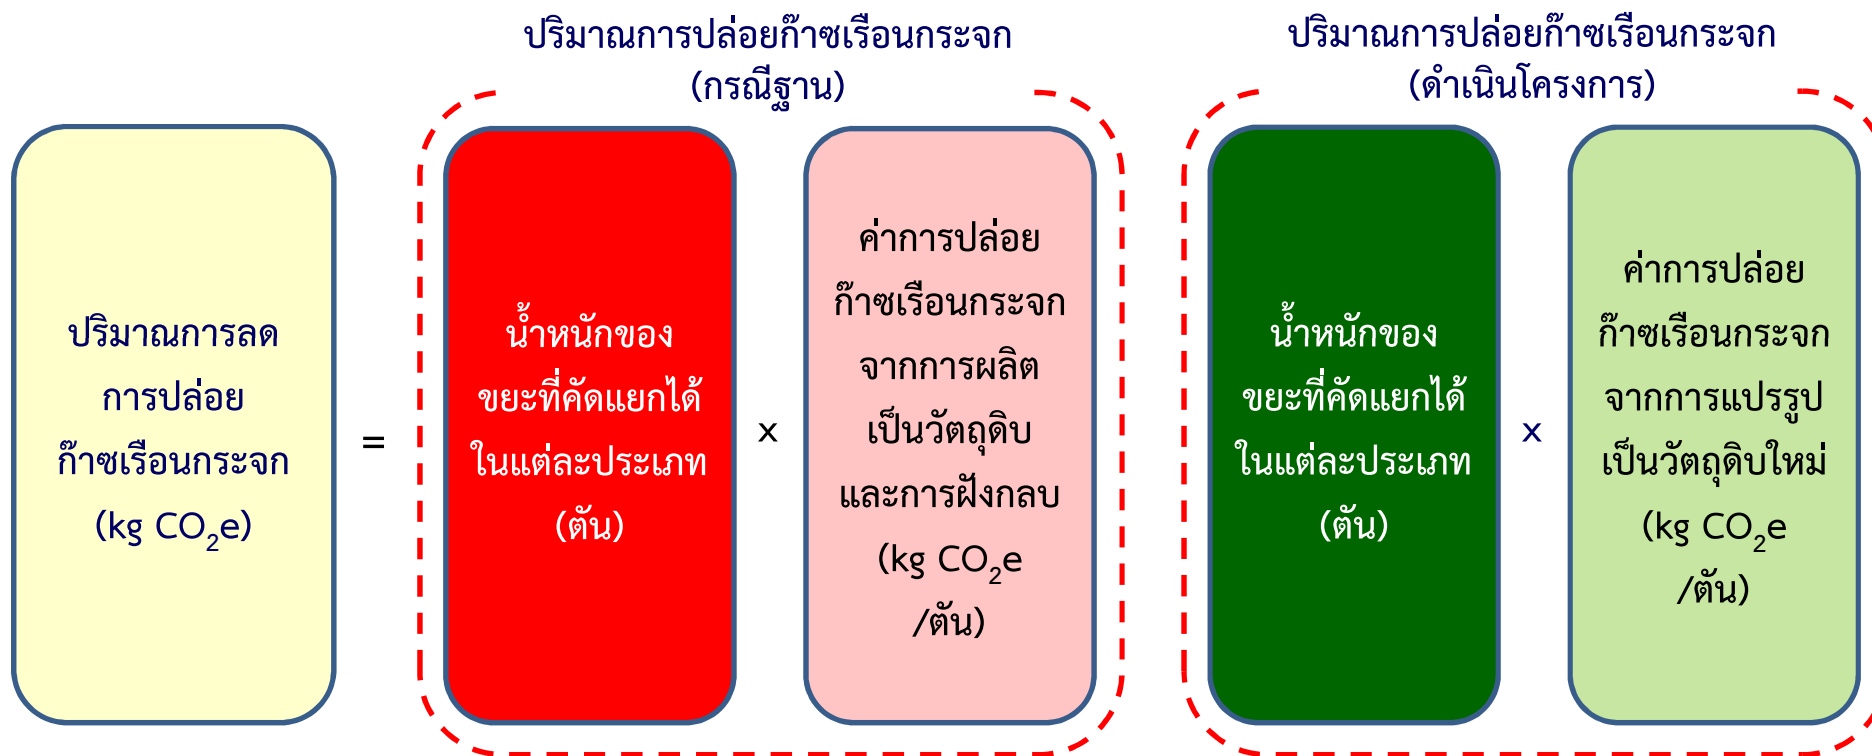 ปริมาณการปล่อยก๊าซเรือนกระจก
(กรณีฐาน)
ปริมาณการปล่อยก๊าซเรือนกระจก
(ดำเนินโครงการ)
ปริมาณการลด
การปล่อย
ก๊าซเรือนกระจก
(kg CO₂e)
=
น้ำหนักของ
ขยะที่คัดแยกได้
ในแต่ละประเภท
(ตัน)
x
ค่าการปล่อย
ก๊าซเรือนกระจก
จากการผลิต
เป็นวัตถุดิบ
และการฝังกลบ
(kg CO₂e
/ตัน)
น้ำหนักของ
ขยะที่คัดแยกได้
ในแต่ละประเภท
(ตัน)
x
ค่าการปล่อย
ก๊าซเรือนกระจก
จากการแปรรูป
เป็นวัตถุดิบใหม่
(kg CO₂e
/ตัน)